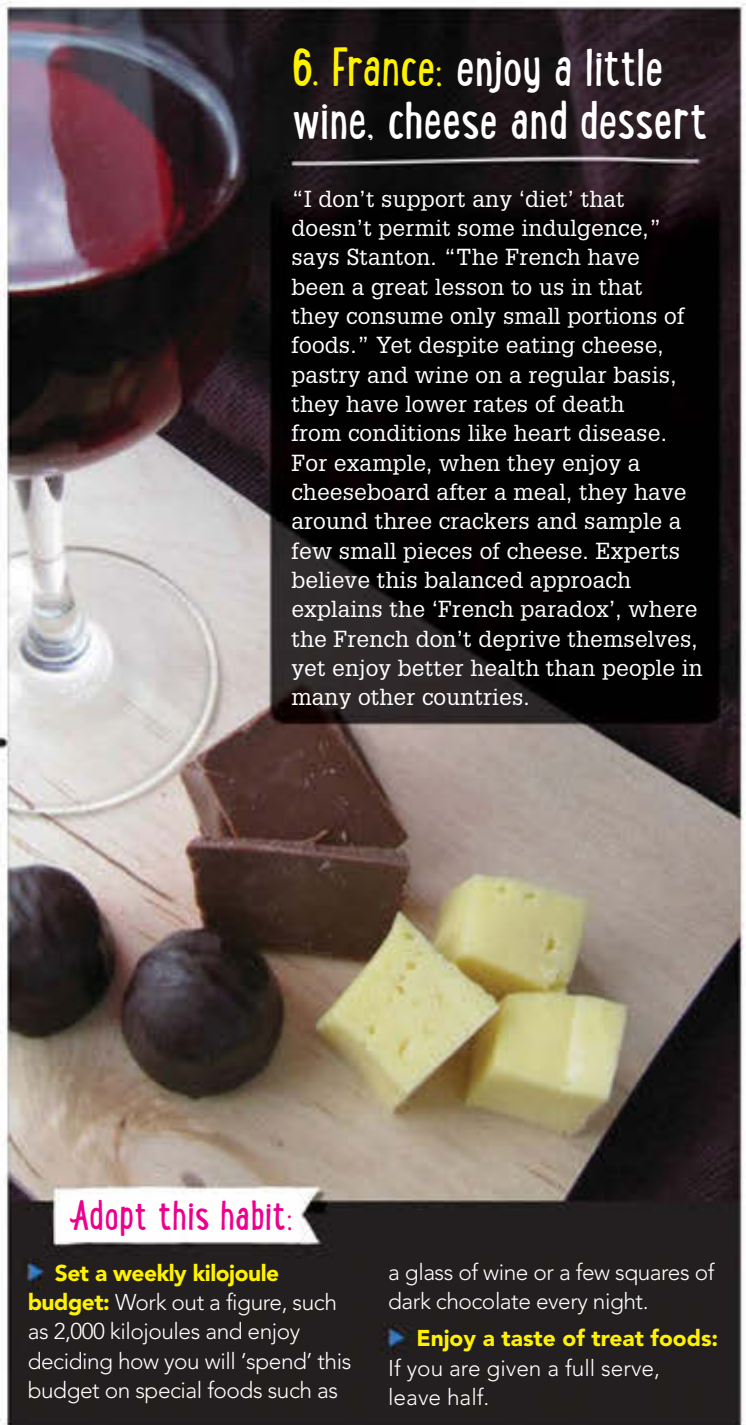 6. France: enjoy a little
wine, cheese and dessert
“I don’t support any ‘diet’ that
doesn’t permit some indulgence,”
says Stanton. “The French have
been a great lesson to us in that
they consume only small portions of
foods.” Yet despite eating cheese,
pastry and wine on a regular basis,
they have lower rates of death
from conditions like heart disease.
For example, when they enjoy a
cheeseboard after a meal, they have
around three crackers and sample a
few small pieces of cheese. Experts
believe this balanced approach
explains the ‘French paradox’, where
the French don’t deprive themselves,
yet enjoy better health than people in
many other countries.
Adopt this habit:
Set a weekly kilojoule
budget: Work out a figure, such
as 2,000 kilojoules and enjoy
deciding how you will ‘spend’ this
budget on special foods such as
a glass of wine or a few squares of
dark chocolate every night.
Enjoy a taste of treat foods:
If you are given a full serve,
leave half.